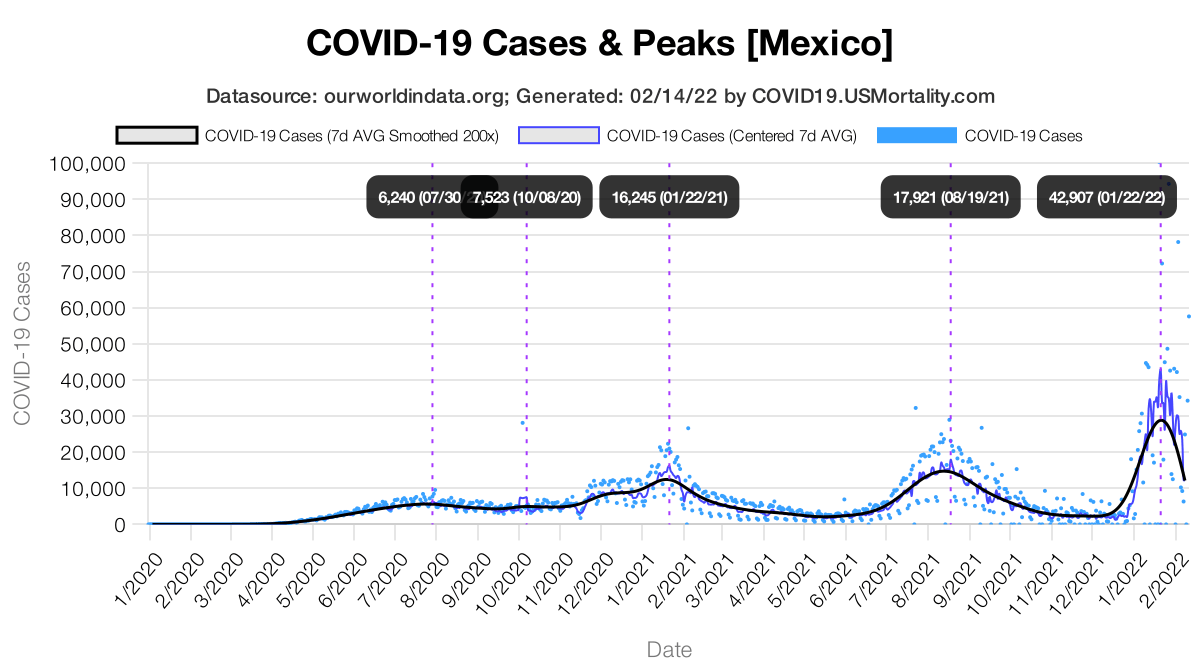 COVID-19 Cases & Peaks [Mexico]
Datasource: ourworldindata.org; Generated: 02/14/22 by COVID19.USMortality.com
COVID-19 Cases (7d AVG Smoothed 200x) COVID-19 Cases (Centered 7d AVG) COVID-19 Cases
100,000
90,000
80,000
70,000
60,000
50,000
40,000
30,000
20,000
10,000
0
COVID-19 Cases
6,240 (07/30/ 7,523 (10/08/20) 16,245 (01/22/21) 17,921 (08/19/21) 42,907 (01/22/22)
1/2020 2/2020 3/2020 4/2020 5/2020 6/2020 7/2020 8/2020 9/2020 10/2020 11/2020 12/2020 1/2021 2/2021 3/2021 4/2021 5/2021 6/2021 7/2021 8/2021 9/2021 10/2021 11/2021 12/2021 1/2022 2/2022
Date